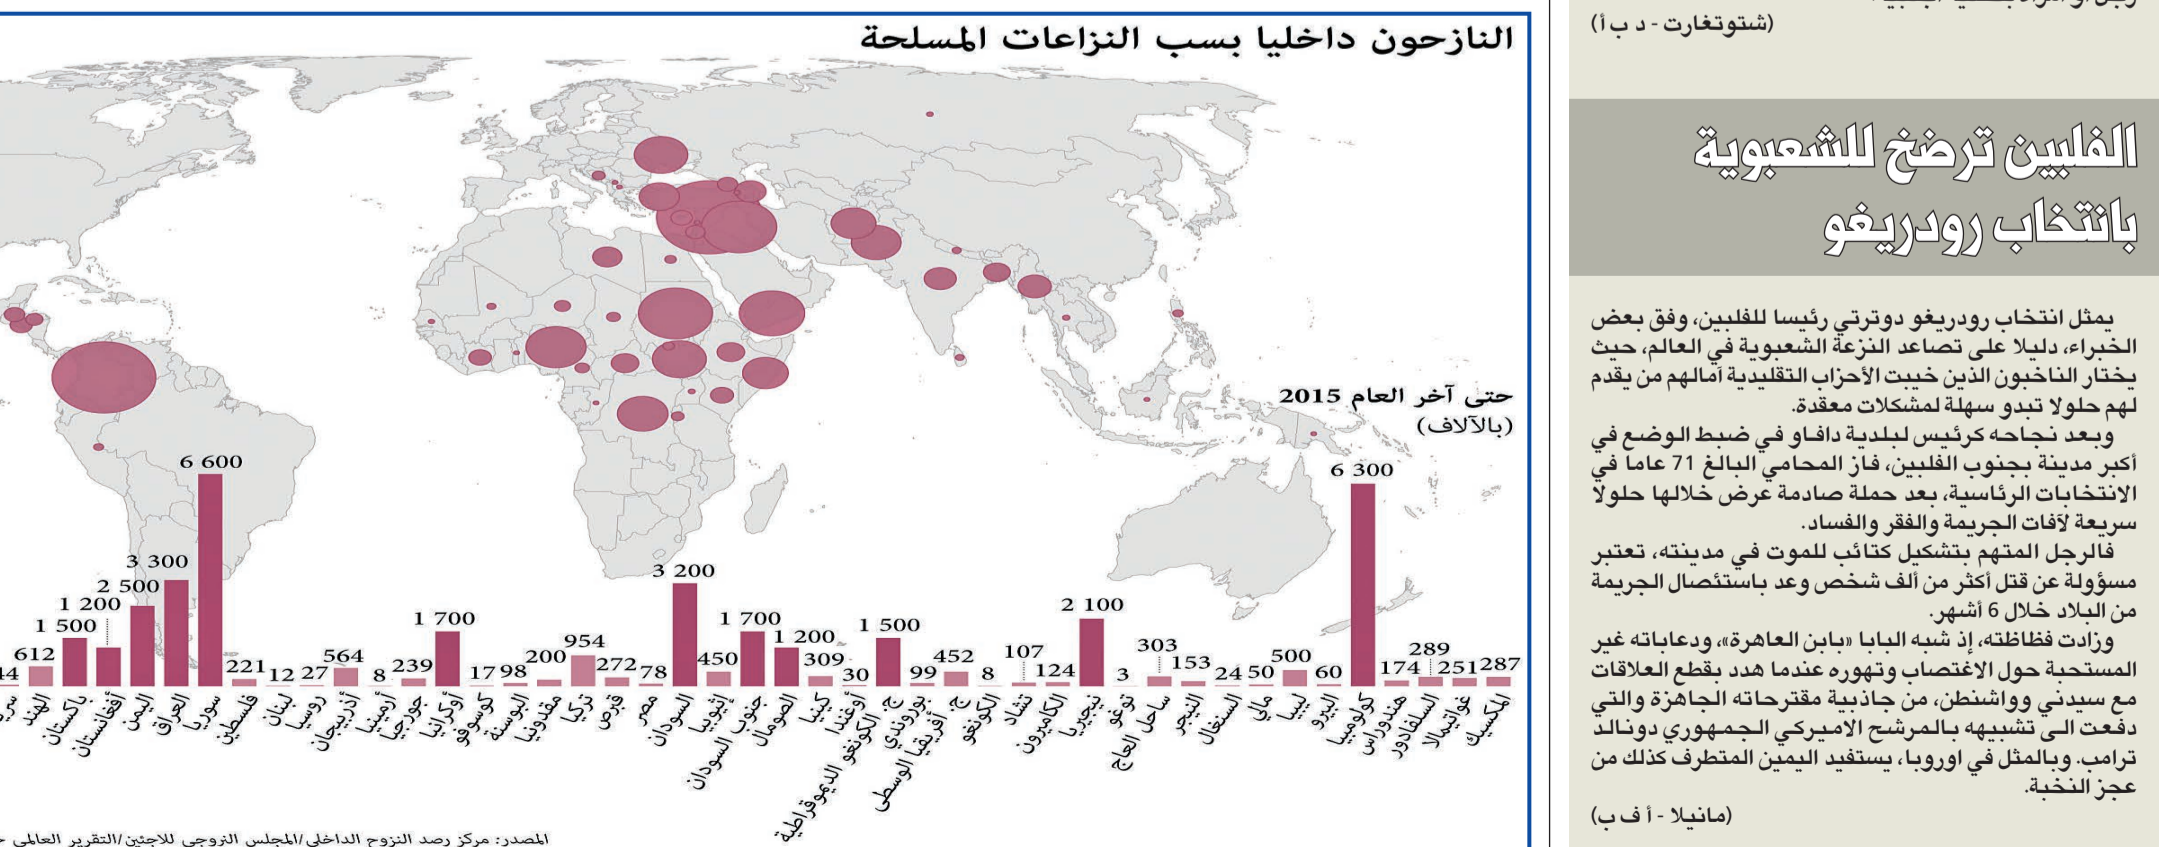 (شتوتغارت - د ب أ)
الفلبين ترضخ للشعبوية
بانتخاب رودريغو
يمثل انتخاب رودريغو دوترتي رئيسا للفلبين، وفق بعض
الخبراء، دليلا على تصاعد النزعة الشعبوية في العالم، حيث
يختار الناخبون الذين خيبت الأحزاب التقليدية آمالهم من يقدم
لهم حلولا تبدو سهلة لمشكلات معقدة.
وبعد نجاحه كرئيس لبلدية دافاو في ضبط الوضع في
أكبر مدينة بجنوب الفلبين، فاز المحامي البالغ 71 عاما في
الانتخابات الرئاسية، بعد حملة صادمة عرض خلالها حلولا
سريعة لآفات الجريمة والفقر والفساد.
فالرجل المتهم بتشكيل كتائب للموت في مدينته، تعتبر
مسؤولة عن قتل أكثر من ألف شخص وعد باستئصال الجريمة
من البلاد خلال 6 أشهر.
وزادت فظاظته، إذ شبه البابا «بابن العاهرة»، ودعاباته غير
المستحبة حول الاغتصاب وتهوره عندما هدد بقطع العلاقات
مع سيدني وواشنطن، من جاذبية مقترحاته الجاهزة والتي
دفعت الى تشبيهه بالمرشح الاميركي الجمهوري دونالد
ترامب. وبالمثل في اوروبا، يستفيد اليمين المتطرف كذلك من
عجز النخبة.
(مانيلا - أ ف ب)
النازحون داخليا بسب النزاعات المسلحة
حتى آخر العام 2015
(بالآلاف)
287 المكسيك
251 غواتيمالا
289 السلفادور
174 هندوراس
6 300 كولومبيا
60 البيرو
500 ليبيا
50 مالي
24 السنغال
153 النيجر
303 ساحل العاج
3 توغو
2 100 نيجيريا
124 الكاميرون
107 تشاد
8 الكونغو
452 ج. أفريقيا الوسطى
99 بوروندي
1 500 ج. الكونغو الديموقراطية
30 أوغندا
309 كينيا
1 200 الصومال
1 700 جنوب السودان
450 إثيوبيا
3 200 السودان
78 مصر
272 قبرص
954 تركيا
200 مقدونيا
98 البوسنة
17 كوسوفو
1 700 أوكرانيا
239 جورجيا
8 أرمينيا
564 أذربيجان
27 روسيا
12 لبنان
221 فلسطين
6 600 سوريا
3 300 العراق
2 500 اليمن
1 200 أفغانستان
1 500 باكستان
612 الهند
المصدر: مركز رصد النزوح الداخلي/المجلس النروجي للاجئين/التقرير العالمي